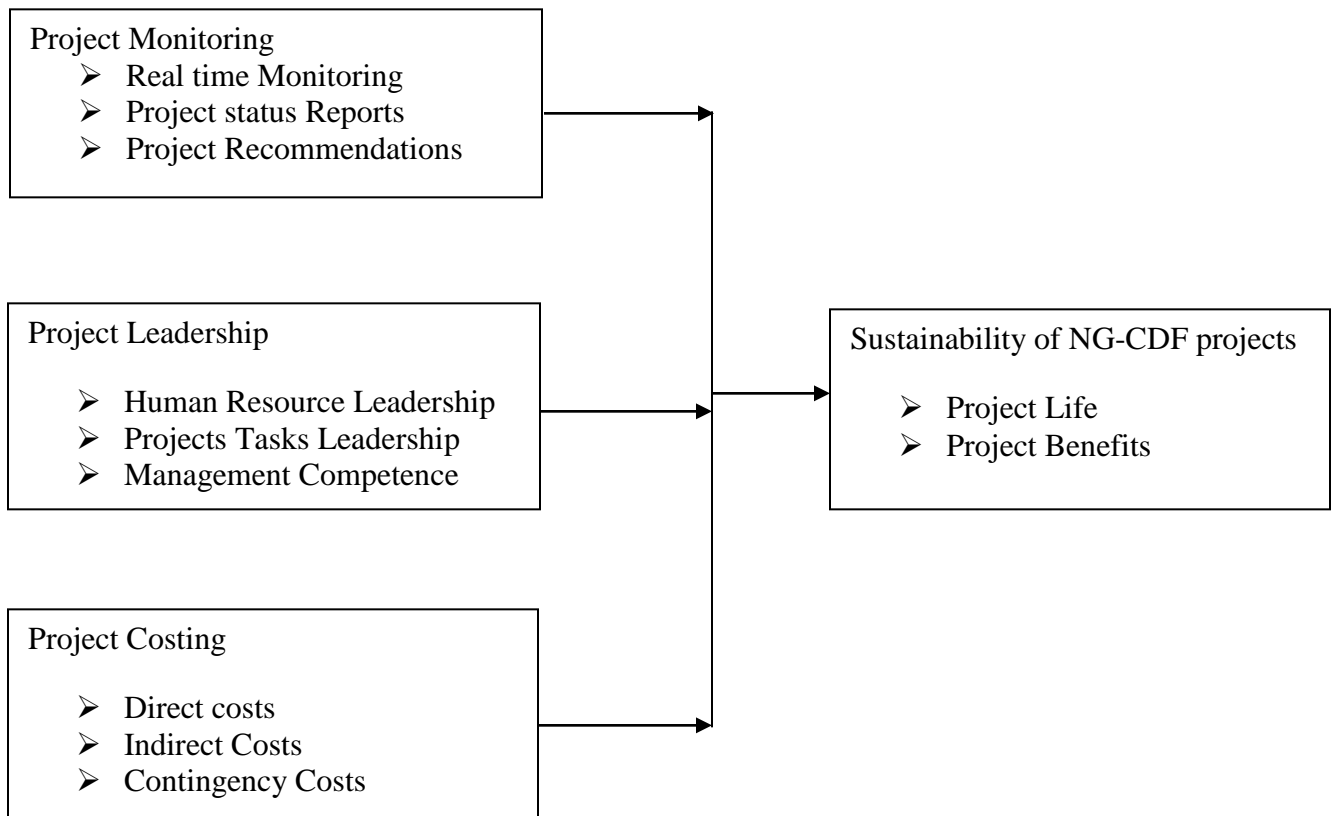 Project Monitoring
➢ Real time Monitoring
➢ Project status Reports
➢ Project Recommendations
Project Leadership
➢ Human Resource Leadership
➢ Projects Tasks Leadership
➢ Management Competence
Project Costing
➢ Direct costs
➢ Indirect Costs
➢ Contingency Costs
Sustainability of NG-CDF projects
➢ Project Life
➢ Project Benefits